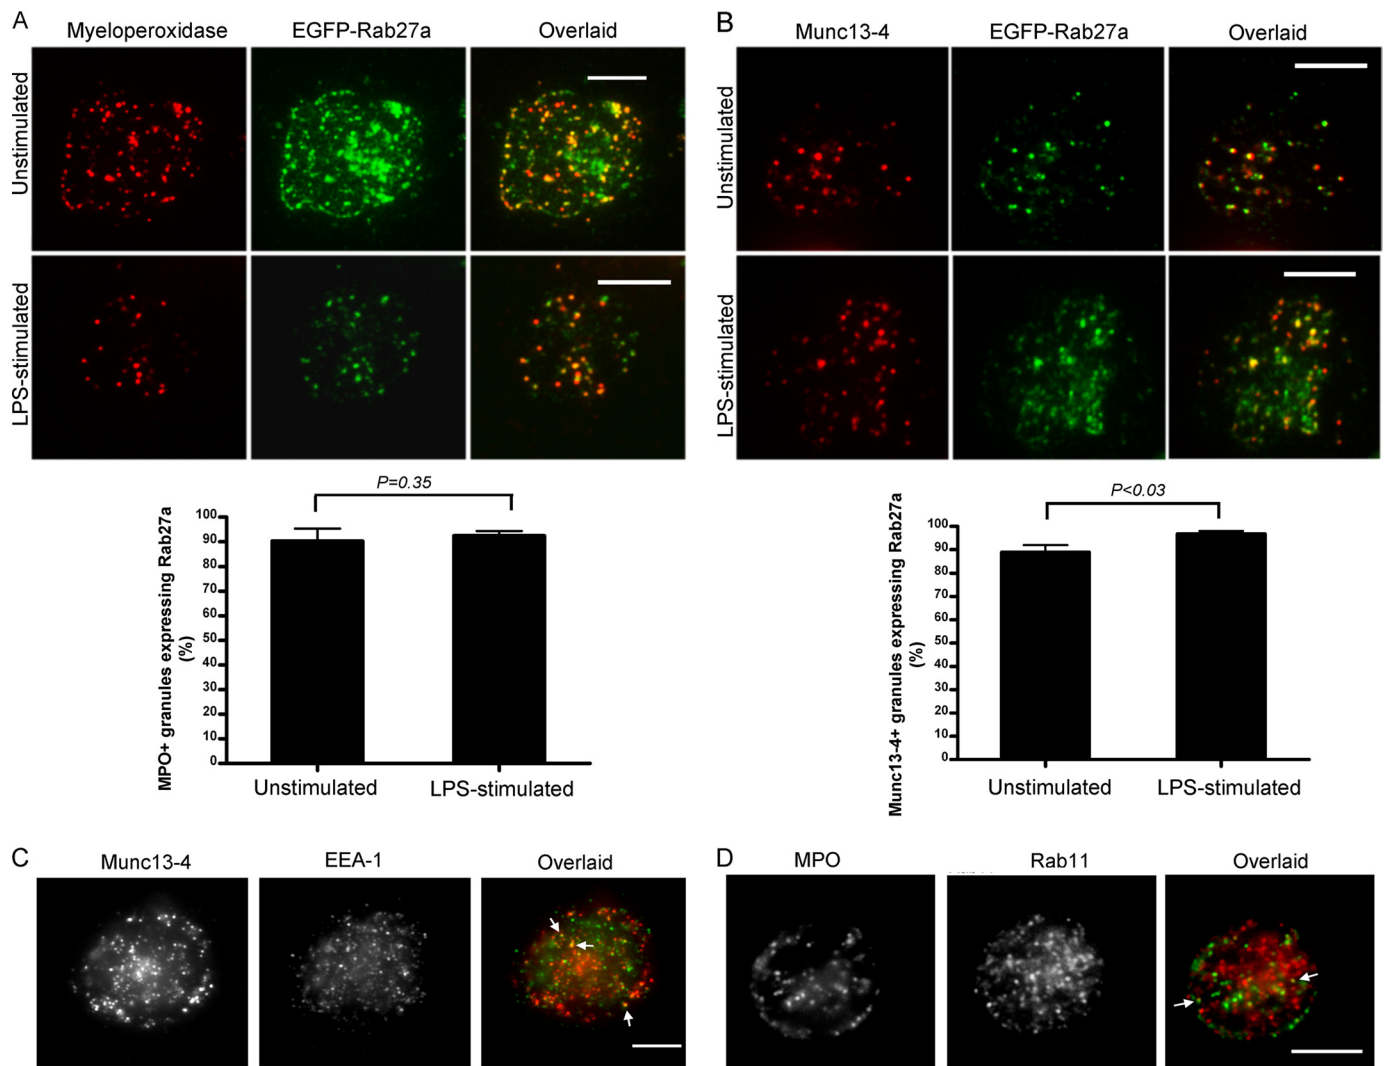 A
Myeloperoxidase EGFP-Rab27a Overlaid
Unstimulated
LPS-stimulated
P=0.35
MPO+ granules expressing Rab27a
(%)
100
90
80
70
60
50
40
30
20
10
0
Unstimulated LPS-stimulated
B
Munc13-4 EGFP-Rab27a Overlaid
Unstimulated
LPS-stimulated
P<0.03
Munc13-4+ granules expressing Rab27a
(%)
100
90
80
70
60
50
40
30
20
10
0
Unstimulated LPS-stimulated
C
Munc13-4 EEA-1 Overlaid
D
MPO Rab11 Overlaid